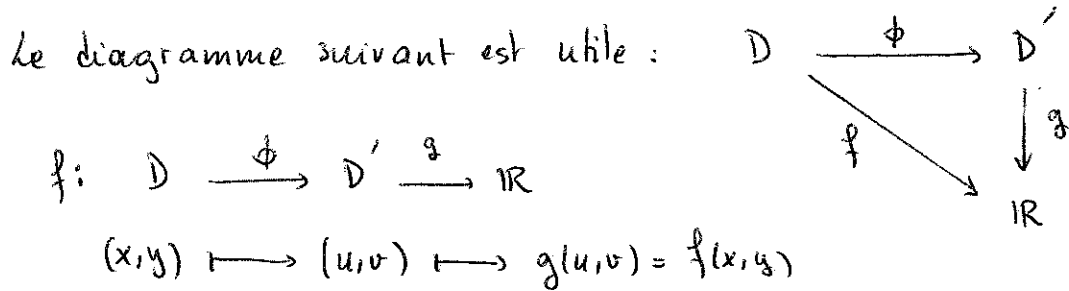 Le diagramme suivant est utile : D ϕ⟶ D′
f g
f: D ϕ⟶ D′ g⟶ ℝ
ℝ
(x,y) ⟼ (u,v) ⟼ g(u,v) = f(x,y)